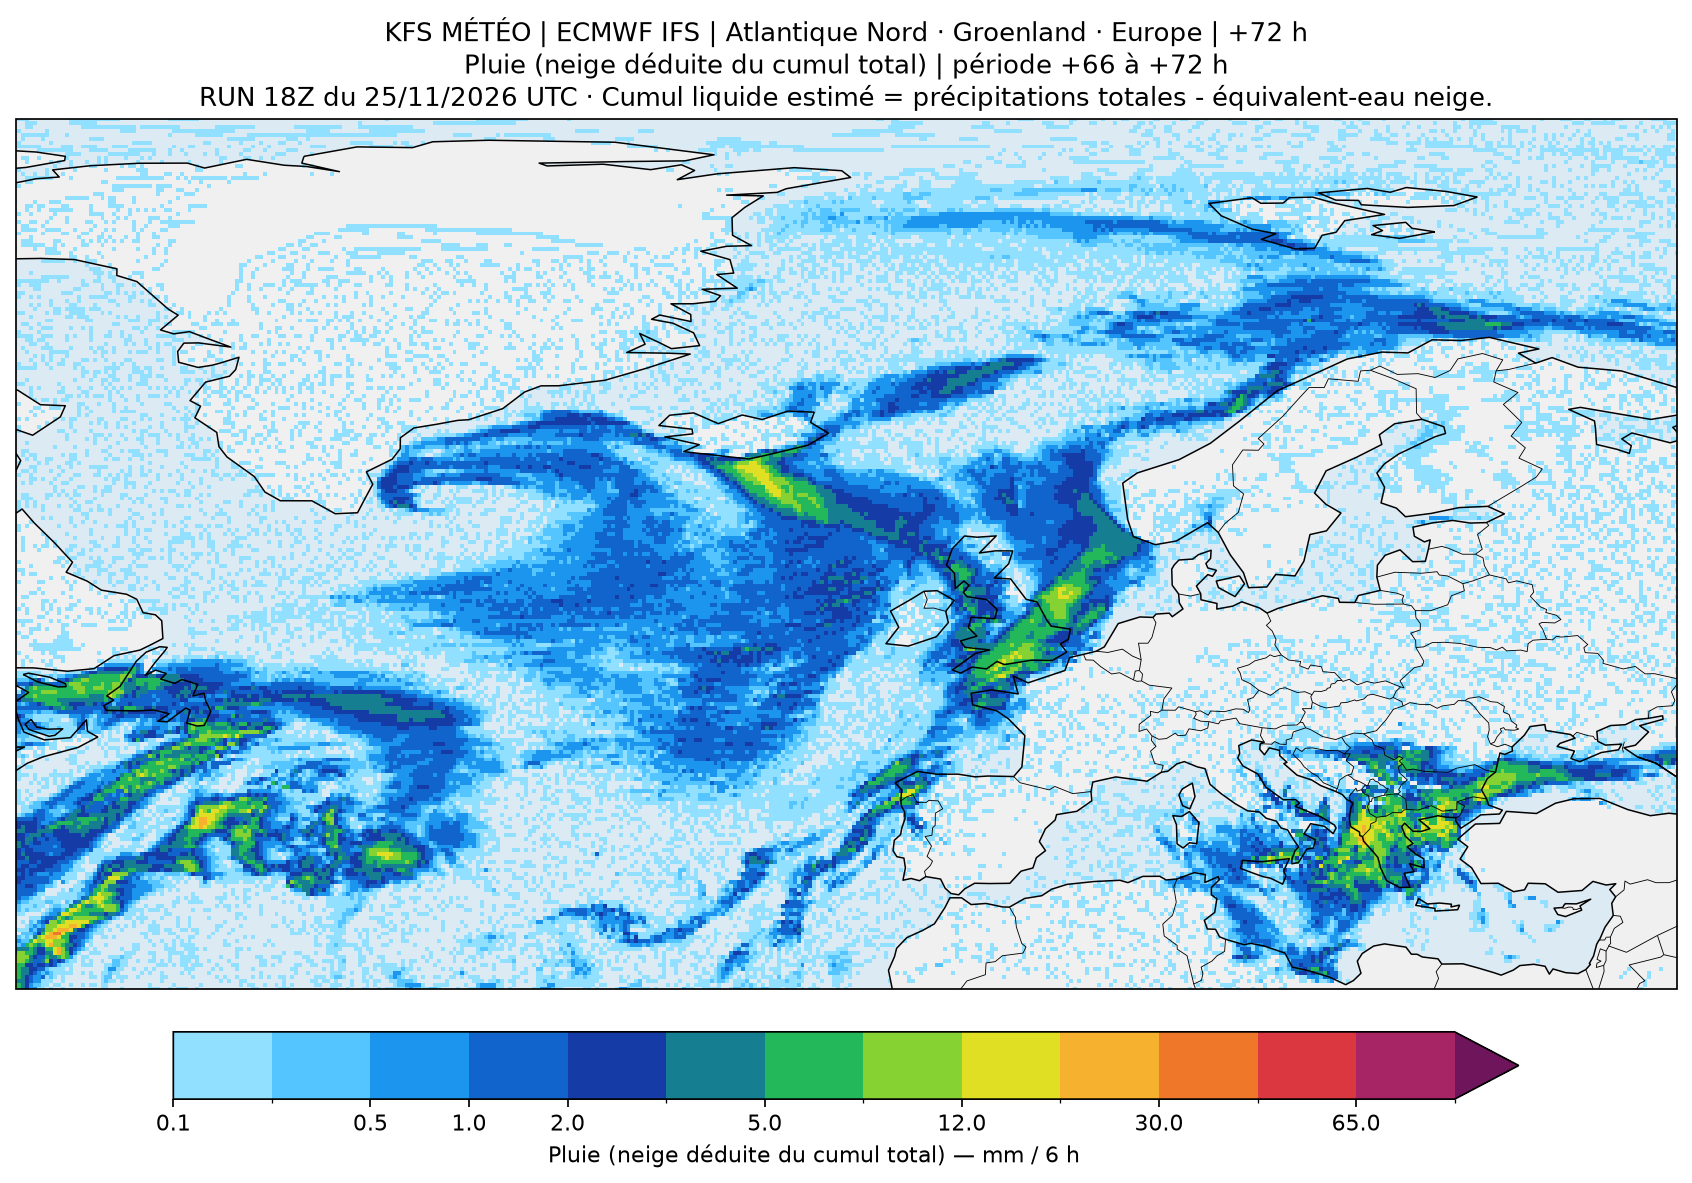 KFS MÉTÉO | ECMWF IFS | Atlantique Nord · Groenland · Europe | +72 h
Pluie (neige déduite du cumul total) | période +66 à +72 h
RUN 18Z du 25/11/2026 UTC · Cumul liquide estimé = précipitations totales - équivalent-eau neige.
0.1 0.5 1.0 2.0 5.0 12.0 30.0 65.0
Pluie (neige déduite du cumul total) — mm / 6 h